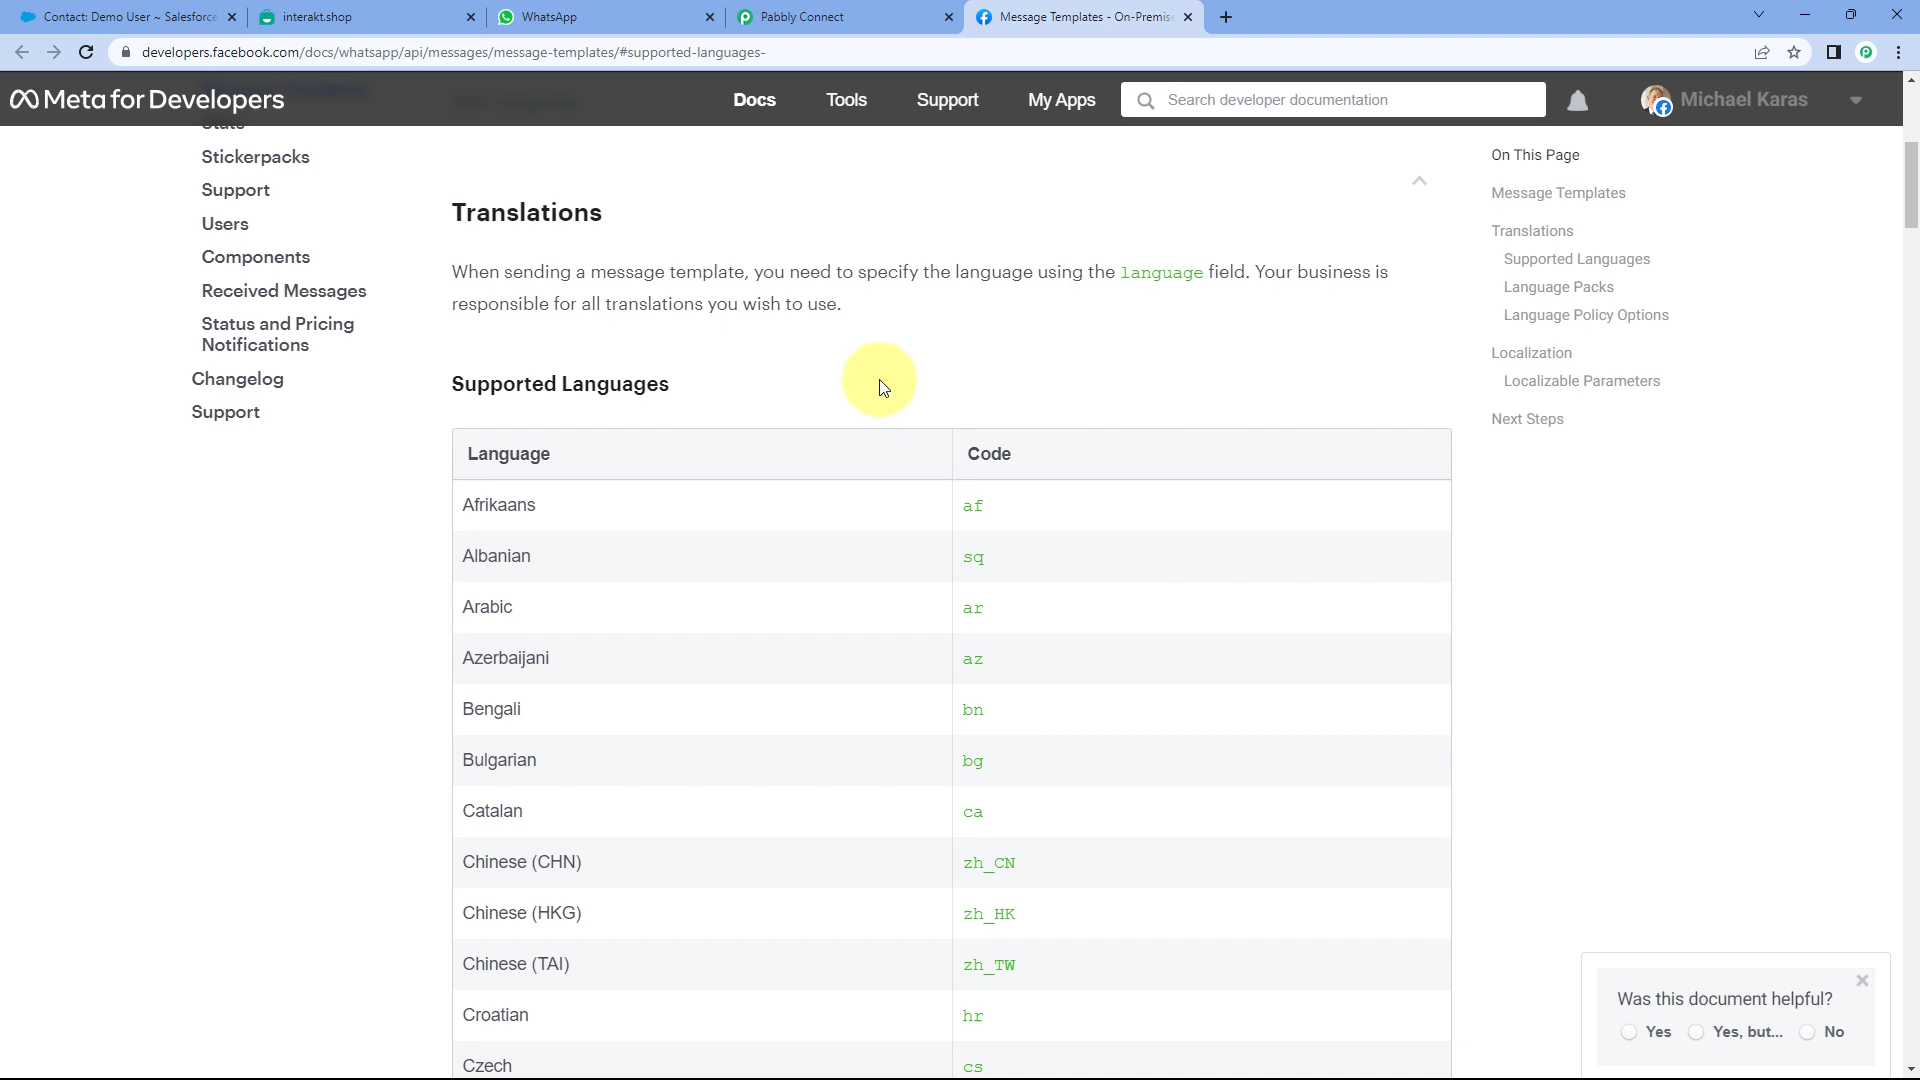 Contact: Demo User ~ Salesforce
interakt.shop
WhatsApp
Pabbly Connect
Message Templates - On-Premise
developers.facebook.com/docs/whatsapp/api/messages/message-templates/#supported-languages-
Meta for Developers
Docs
Tools
Support
My Apps
Search developer documentation
Michael Karas
Stats
Stickerpacks
Support
Users
Components
Received Messages
Status and Pricing
Notifications
Changelog
Support
Translations
When sending a message template, you need to specify the language using the language field. Your business is
responsible for all translations you wish to use.
Supported Languages
Language Code
Afrikaans af
Albanian sq
Arabic ar
Azerbaijani az
Bengali bn
Bulgarian bg
Catalan ca
Chinese (CHN) zh_CN
Chinese (HKG) zh_HK
Chinese (TAI) zh_TW
Croatian hr
Czech cs
On This Page
Message Templates
Translations
Supported Languages
Language Packs
Language Policy Options
Localization
Localizable Parameters
Next Steps
Was this document helpful?
Yes Yes, but... No